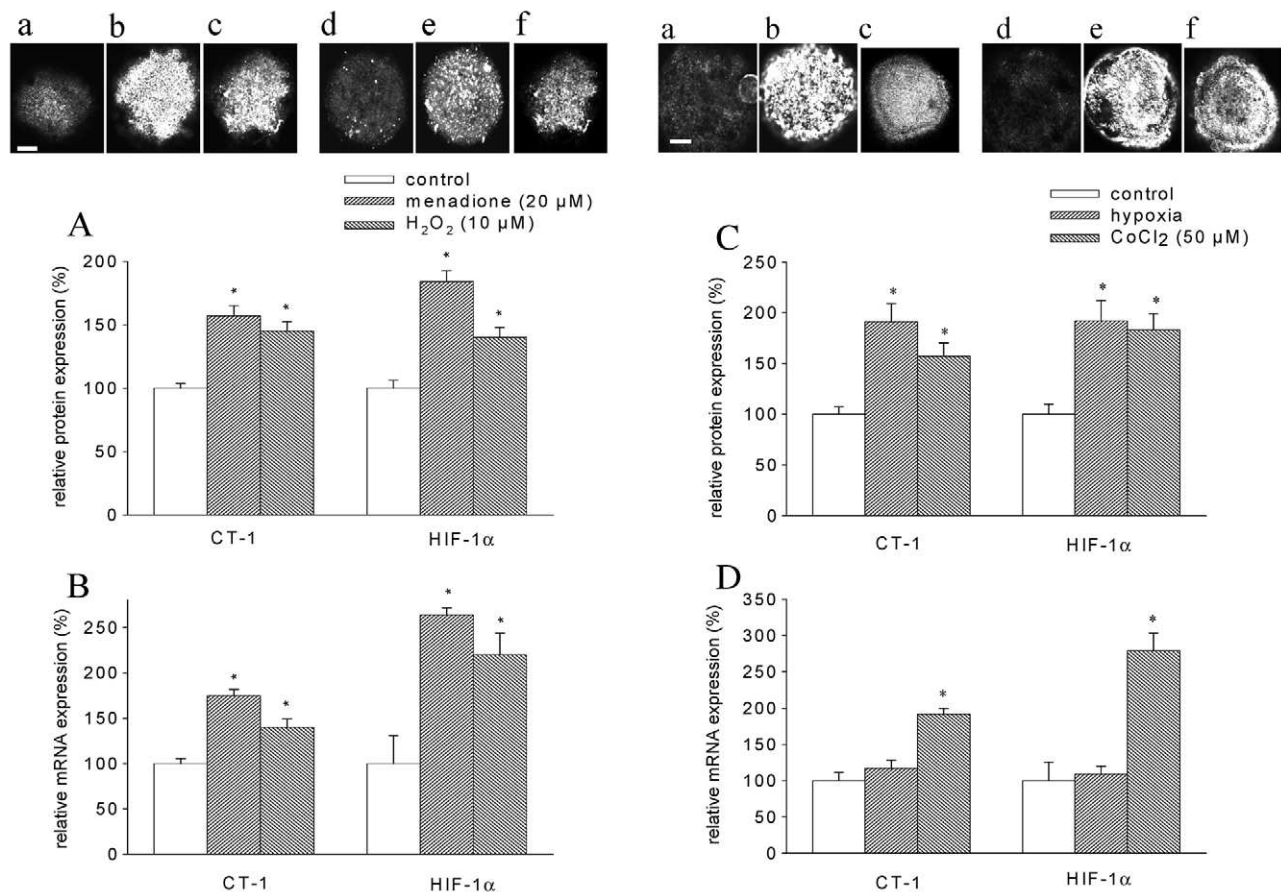 a b c d e f
a b c d e f
control
menadione (20 µM)
H₂O₂ (10 µM)
A
relative protein expression (%)
200
150
100
50
0
* * * *
CT-1 HIF-1α
B
relative mRNA expression (%)
250
200
150
100
50
0
* * * *
CT-1 HIF-1α
control
hypoxia
CoCl₂ (50 µM)
C
relative protein expression (%)
250
200
150
100
50
0
* * * *
CT-1 HIF-1α
D
relative mRNA expression (%)
350
300
250
200
150
100
50
0
* *
CT-1 HIF-1α